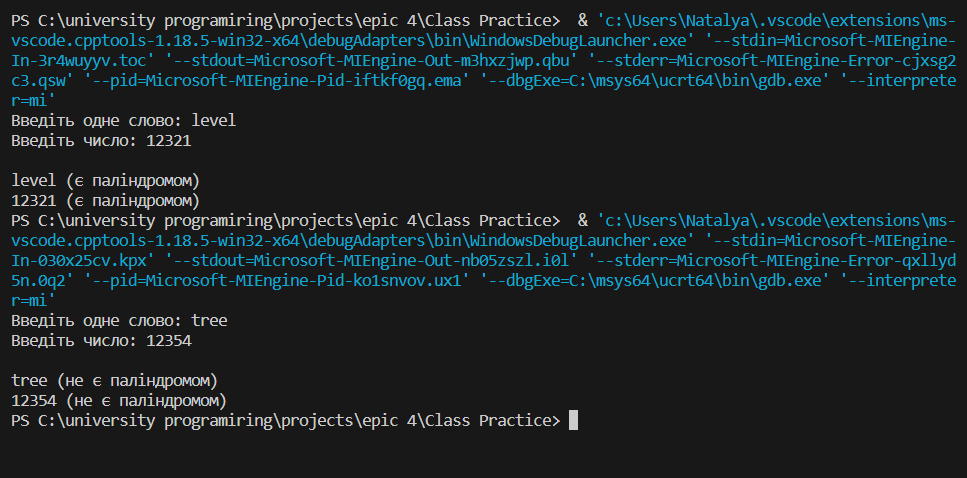 PS C:\university programiring\projects\epic 4\Class Practice>  & 'c:\Users\Natalya\.vscode\extensions\ms-
vscode.cpptools-1.18.5-win32-x64\debugAdapters\bin\WindowsDebugLauncher.exe' '--stdin=Microsoft-MIEngine-
In-3r4wuyyv.toc' '--stdout=Microsoft-MIEngine-Out-m3hxzjwp.qbu' '--stderr=Microsoft-MIEngine-Error-cjxsg2
c3.qsw' '--pid=Microsoft-MIEngine-Pid-iftkf0gq.ema' '--dbgExe=C:\msys64\ucrt64\bin\gdb.exe' '--interprete
r=mi'
Введіть одне слово: level
Введіть число: 12321

level (є паліндромом)
12321 (є паліндромом)
PS C:\university programiring\projects\epic 4\Class Practice>  & 'c:\Users\Natalya\.vscode\extensions\ms-
vscode.cpptools-1.18.5-win32-x64\debugAdapters\bin\WindowsDebugLauncher.exe' '--stdin=Microsoft-MIEngine-
In-030x25cv.kpx' '--stdout=Microsoft-MIEngine-Out-nb05zszl.i0l' '--stderr=Microsoft-MIEngine-Error-qxllyd
5n.0q2' '--pid=Microsoft-MIEngine-Pid-ko1snvov.ux1' '--dbgExe=C:\msys64\ucrt64\bin\gdb.exe' '--interprete
r=mi'
Введіть одне слово: tree
Введіть число: 12354

tree (не є паліндромом)
12354 (не є паліндромом)
PS C:\university programiring\projects\epic 4\Class Practice>